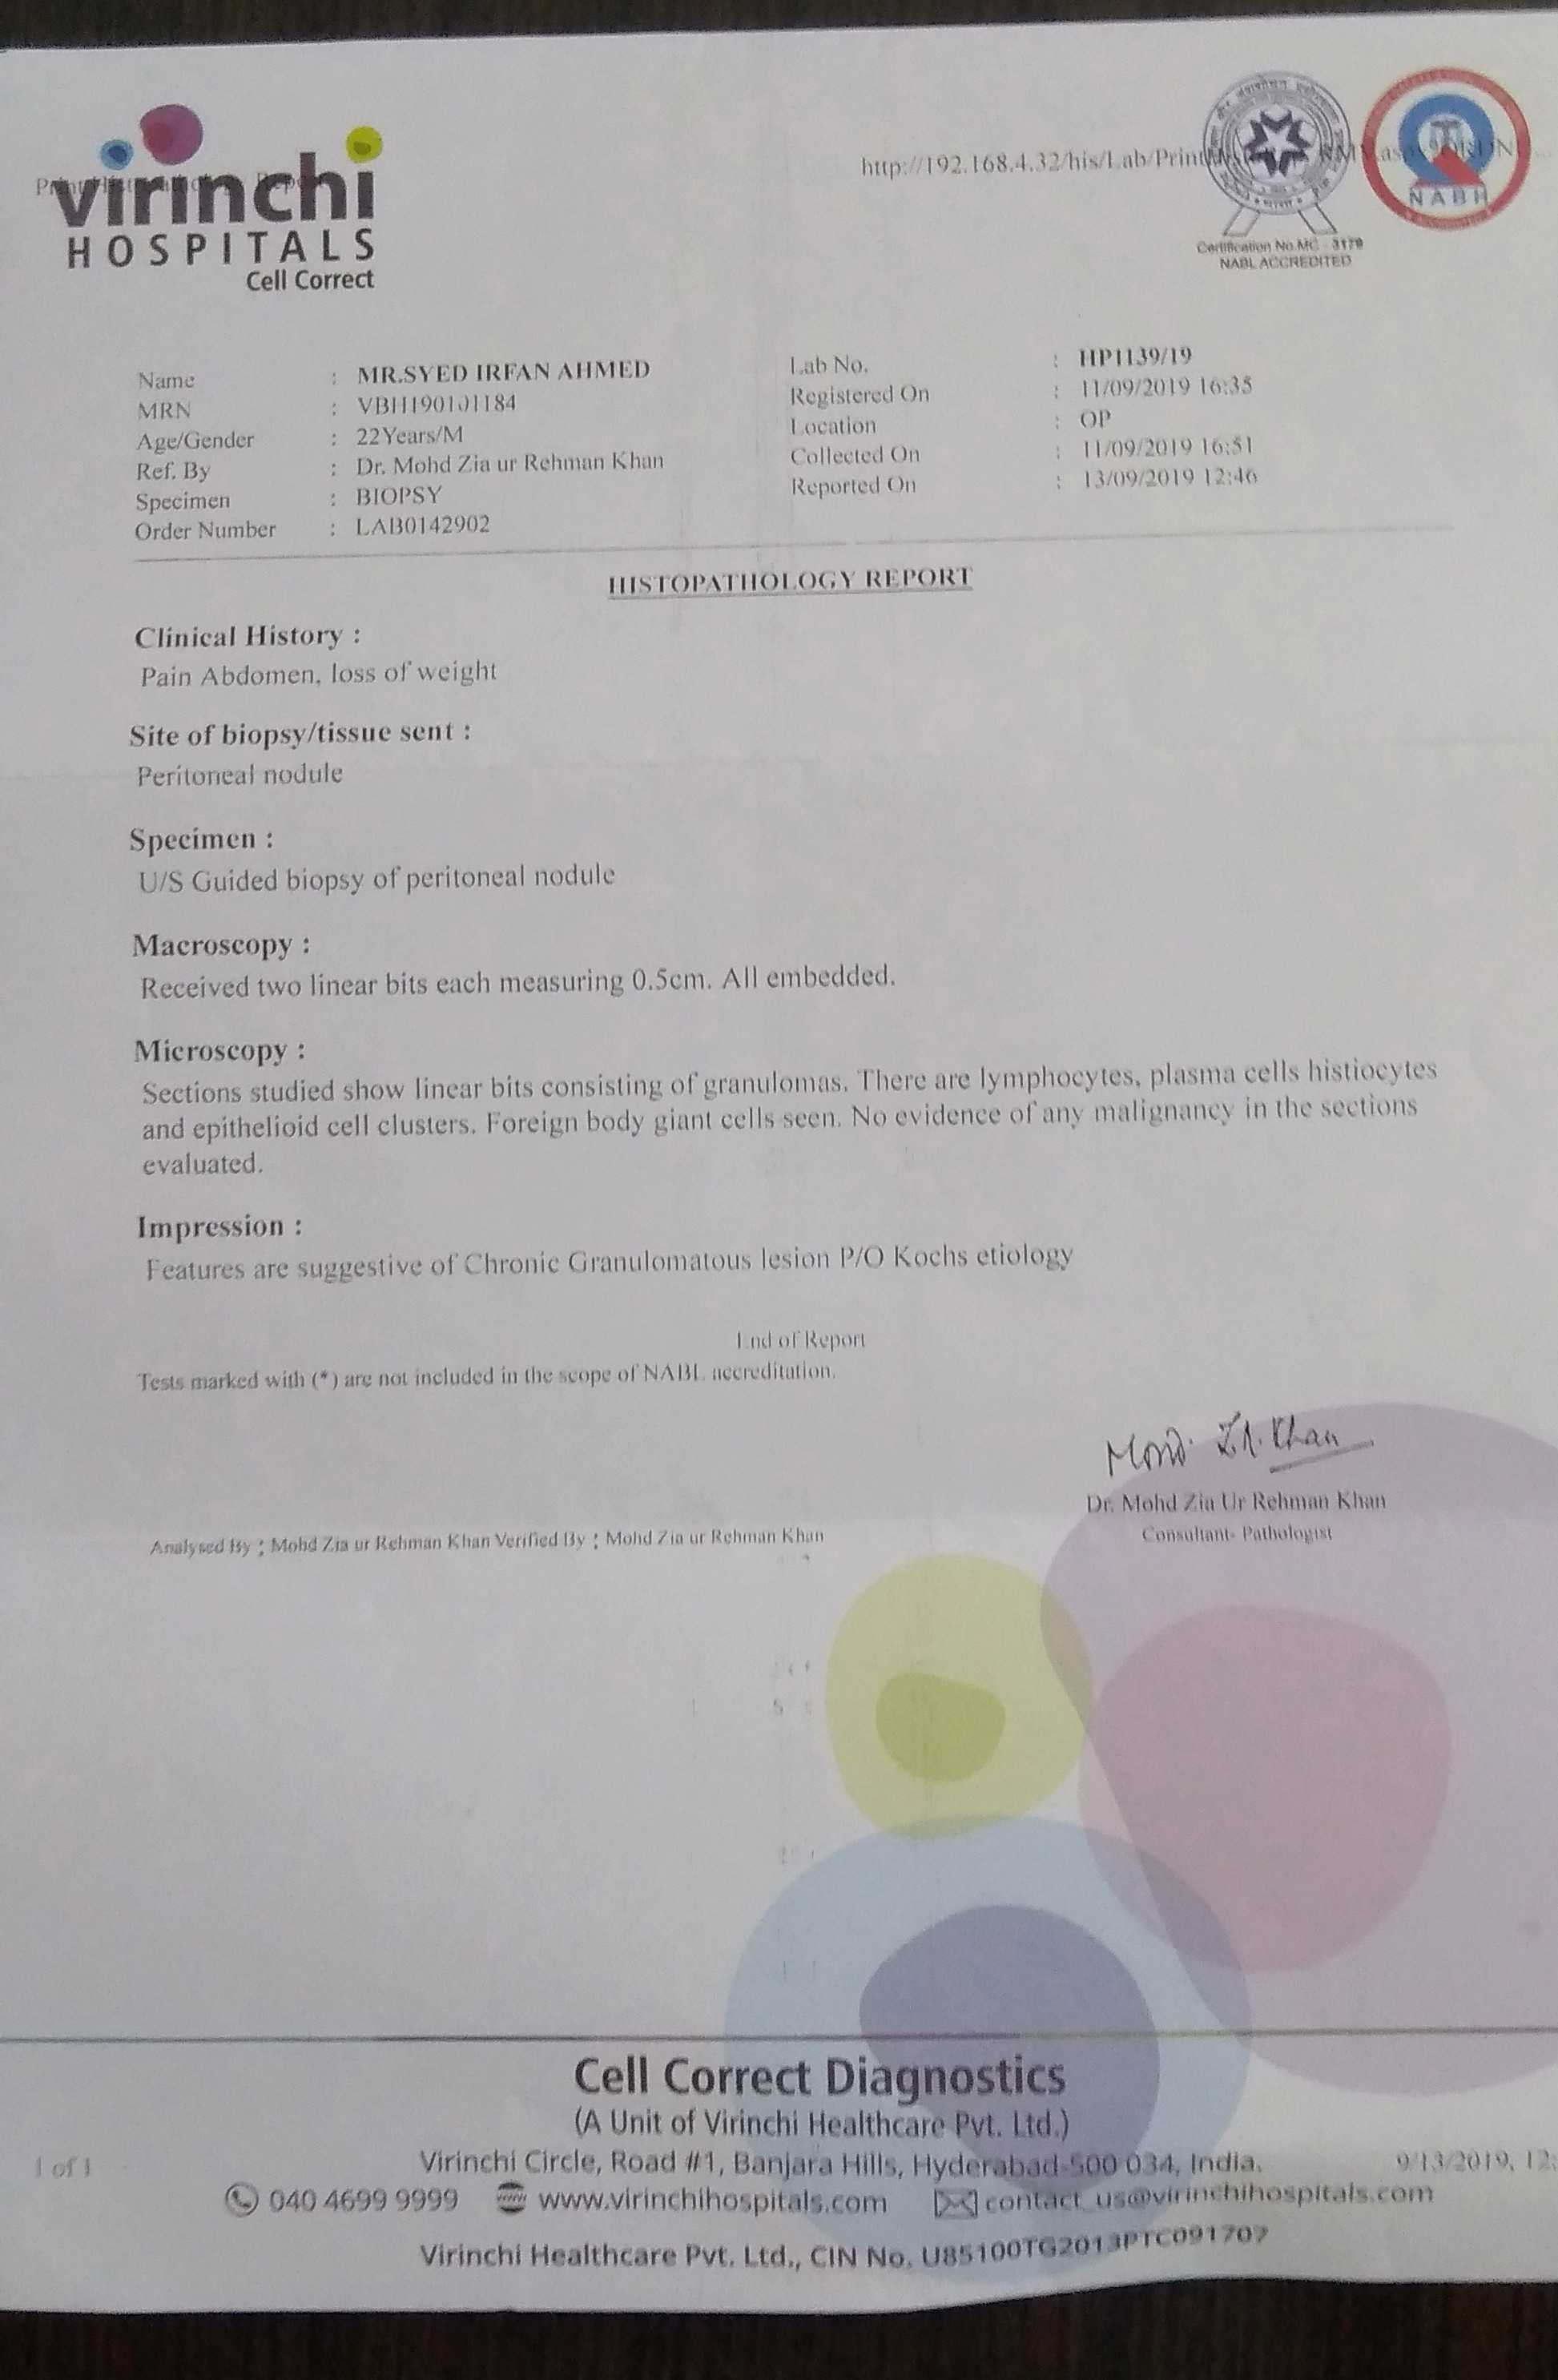 virinchi
HOSPITALS
Cell Correct
http://192.168.4.32/his/Lab/Print
Certification No.MC - 3179
NABL ACCREDITED
NABH
Name : MR.SYED IRFAN AHMED
MRN : VBH190101184
Age/Gender : 22Years/M
Ref. By : Dr. Mohd Zia ur Rehman Khan
Specimen : BIOPSY
Order Number : LAB0142902
Lab No. : HP1139/19
Registered On : 11/09/2019 16:35
Location : OP
Collected On : 11/09/2019 16:51
Reported On : 13/09/2019 12:46
HISTOPATHOLOGY REPORT
Clinical History :
Pain Abdomen, loss of weight
Site of biopsy/tissue sent :
Peritoneal nodule
Specimen :
U/S Guided biopsy of peritoneal nodule
Macroscopy :
Received two linear bits each measuring 0.5cm. All embedded.
Microscopy :
Sections studied show linear bits consisting of granulomas. There are lymphocytes, plasma cells histiocytes
and epithelioid cell clusters. Foreign body giant cells seen. No evidence of any malignancy in the sections
evaluated.
Impression :
Features are suggestive of Chronic Granulomatous lesion P/O Kochs etiology
End of Report
Tests marked with (*) are not included in the scope of NABL accreditation.
Mohd Z.R. Khan
Dr. Mohd Zia Ur Rehman Khan
Consultant- Pathologist
Analysed By ; Mohd Zia ur Rehman Khan Verified By ; Mohd Zia ur Rehman Khan
Cell Correct Diagnostics
(A Unit of Virinchi Healthcare Pvt. Ltd.)
Virinchi Circle, Road #1, Banjara Hills, Hyderabad-500 034, India.
1 of 1
9/13/2019, 12:
040 4699 9999 www.virinchihospitals.com contact_us@virinchihospitals.com
Virinchi Healthcare Pvt. Ltd., CIN No. U85100TG2013PTC091707